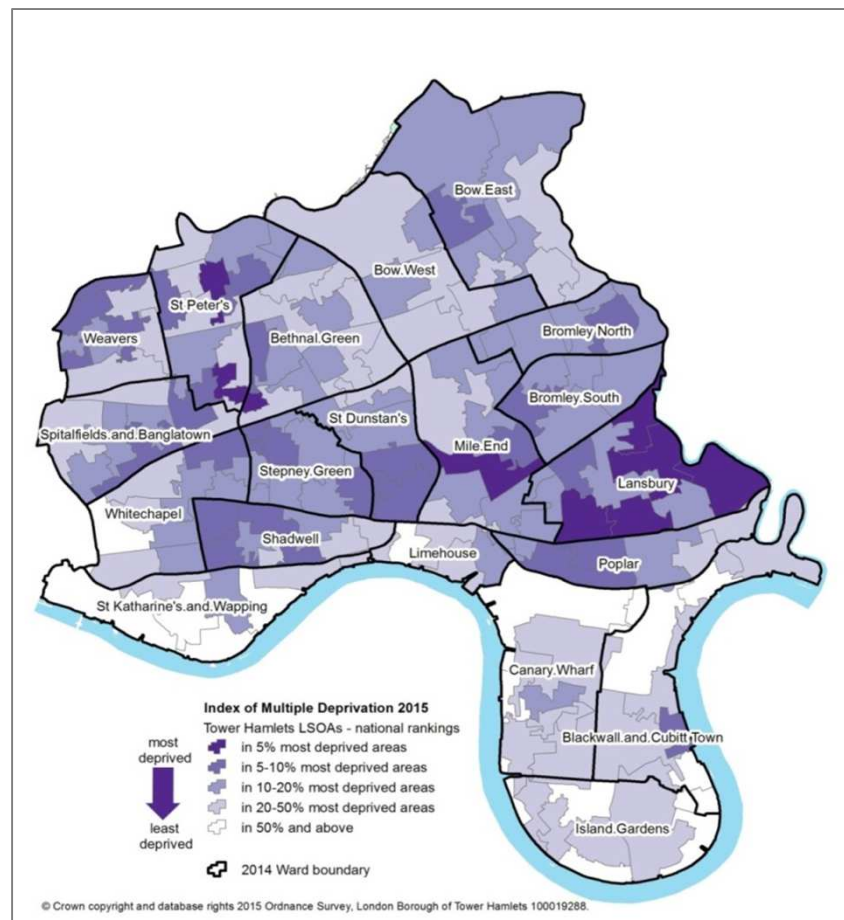 Bow.East
Bow.West
St Peter's
Weavers
Bethnal.Green
Bromley North
Bromley.South
St Dunstan's
Spitalfields.and.Banglatown
Mile.End
Stepney.Green
Lansbury
Whitechapel
Shadwell
Limehouse
Poplar
St Katharine's.and.Wapping
Canary.Wharf
Blackwall.and.Cubitt Town
Island.Gardens
Index of Multiple Deprivation 2015
Tower Hamlets LSOAs - national rankings
most
deprived
least
deprived
in 5% most deprived areas
in 5-10% most deprived areas
in 10-20% most deprived areas
in 20-50% most deprived areas
in 50% and above
2014 Ward boundary
© Crown copyright and database rights 2015 Ordnance Survey, London Borough of Tower Hamlets 100019288.